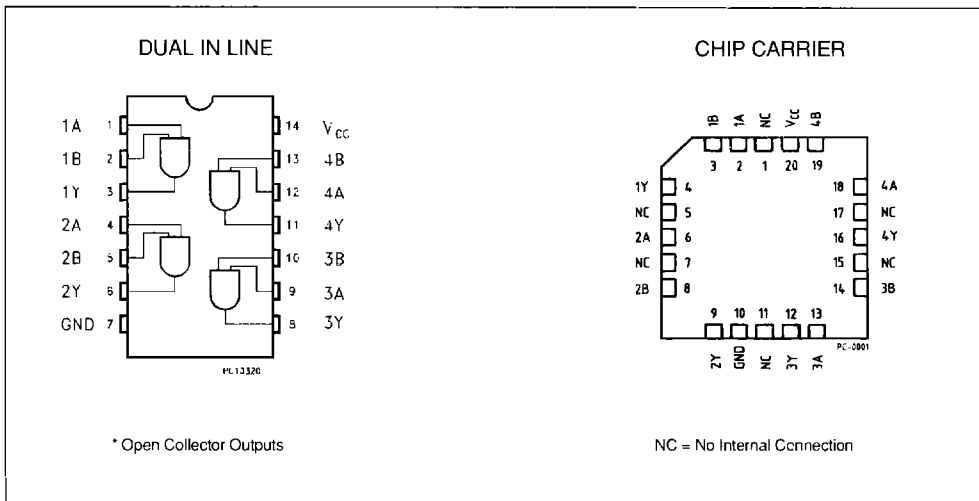 DUAL IN LINE
1A 1 14 VCC
1B 2 13 4B
1Y 3 12 4A
2A 4 11 4Y
2B 5 10 3B
2Y 6 9 3A
GND 7 8 3Y
PC10320
* Open Collector Outputs
CHIP CARRIER
1B 1A NC VCC 4B
3 2 1 20 19
1Y 4 18 4A
NC 5 17 NC
2A 6 16 4Y
NC 7 15 NC
2B 8 14 3B
9 10 11 12 13
2Y GND NC 3Y 3A
PC-0001
NC = No Internal Connection